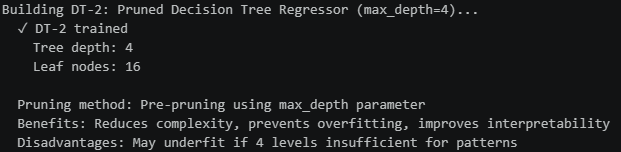 Building DT-2: Pruned Decision Tree Regressor (max_depth=4)...
✓ DT-2 trained
Tree depth: 4
Leaf nodes: 16
Pruning method: Pre-pruning using max_depth parameter
Benefits: Reduces complexity, prevents overfitting, improves interpretability
Disadvantages: May underfit if 4 levels insufficient for patterns